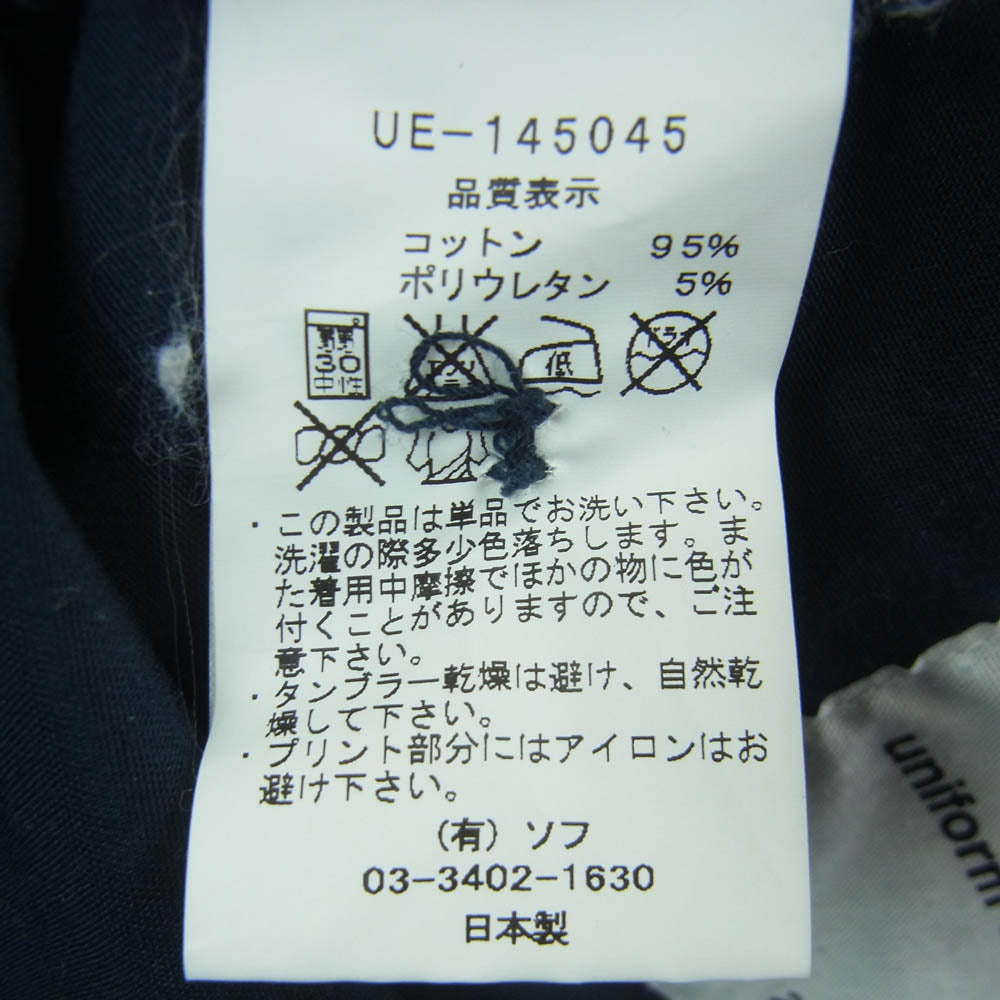 UE-145045
品質表示
コットン 95%
ポリウレタン 5%
30
中性
低
ドライ
・この製品は単品でお洗い下さい。
洗濯の際多少色落ちします。ま
た着用中摩擦でほかの物に色が
付くことがありますので、ご注
意下さい。
・タンブラー乾燥は避け、自然乾
燥して下さい。
・プリント部分にはアイロンはお
避け下さい。
(有) ソフ
03-3402-1630
日本製
uniform